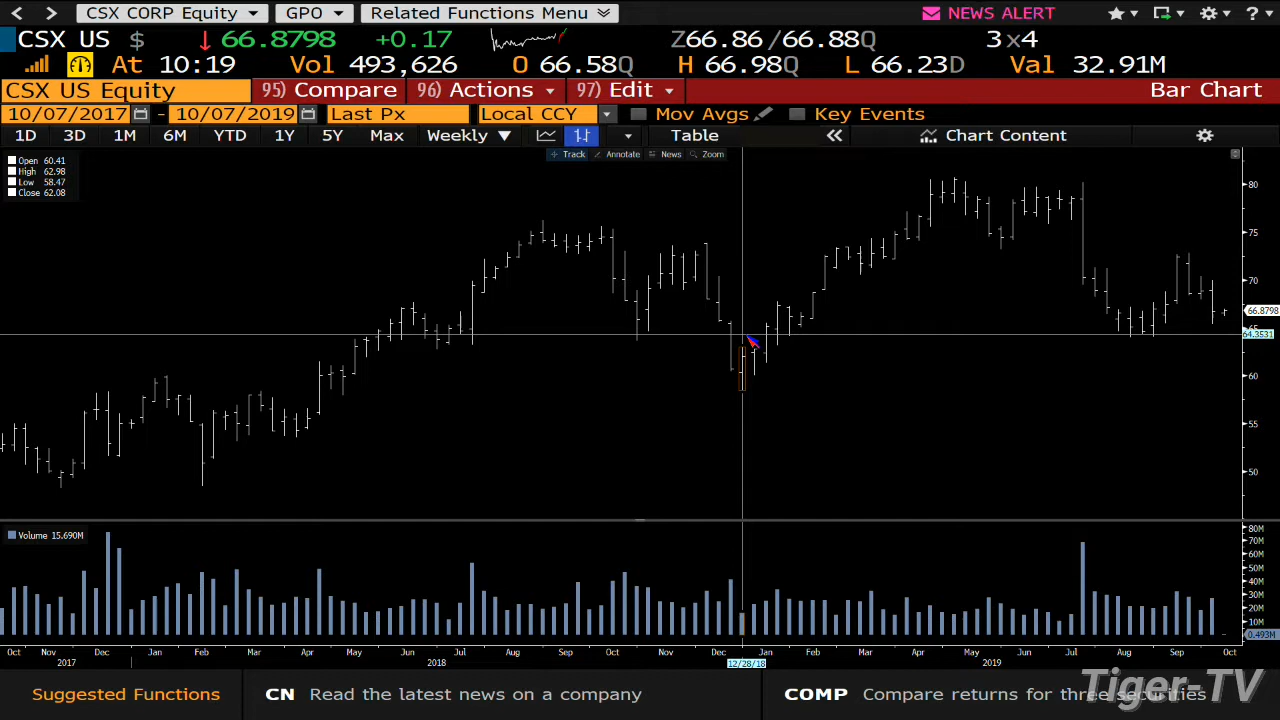 CSX CORP Equity GPO Related Functions Menu NEWS ALERT ?
CSX US $ 66.8798 +0.17 Z66.86/66.88Q 3x4
At 10:19 Vol 493,626 O 66.58Q H 66.98Q L 66.23D Val 32.91M
CSX US Equity 95) Compare 96) Actions 97) Edit Bar Chart
10/07/2017 - 10/07/2019 Last Px Local CCY Mov Avgs Key Events
1D 3D 1M 6M YTD 1Y 5Y Max Weekly Table Chart Content
Track Annotate News Zoom
Open 60.41
High 62.98
Low 58.47
Close 62.08
80
75
70
66.8798
64.3531
60
55
50
Volume 15.690M
80M
70M
60M
50M
40M
30M
20M
10M
0.493M
Oct Nov Dec Jan Feb Mar Apr May Jun Jul Aug Sep Oct Nov Dec Jan Feb Mar Apr May Jun Jul Aug Sep Oct
2017 2018 12/28/18 2019
Suggested Functions CN Read the latest news on a company COMP Compare returns for three securities
Tiger-TV